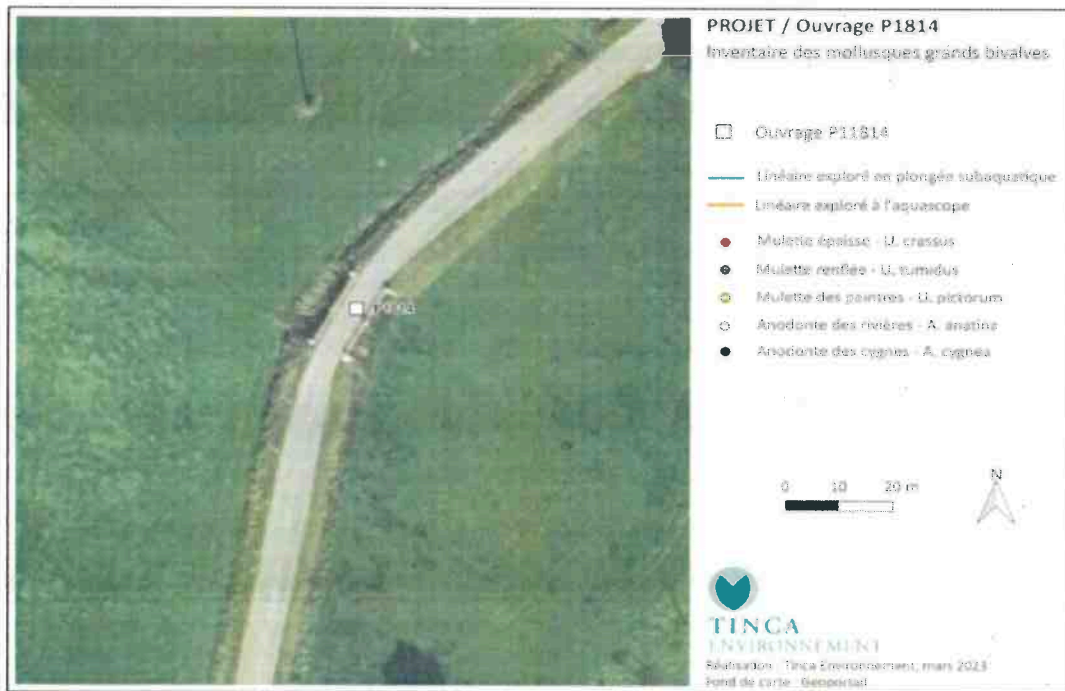 PROJET / Ouvrage P1814
Inventaire des mollusques grands bivalves
Ouvrage P11814
Linéaire exploré en plongée subaquatique
Linéaire exploré à l'aquascope
Mulette épaisse - U. crassus
Mulette renflée - U. tumidus
Mulette des peintres - U. pictorum
Anodonte des rivières - A. anatina
Anodonte des cygnes - A. cygnea
P1814
0 10 20 m
N
TINCA
ENVIRONNEMENT
Réalisation : Tinca Environnement, mars 2023
Fond de carte : Geoportail